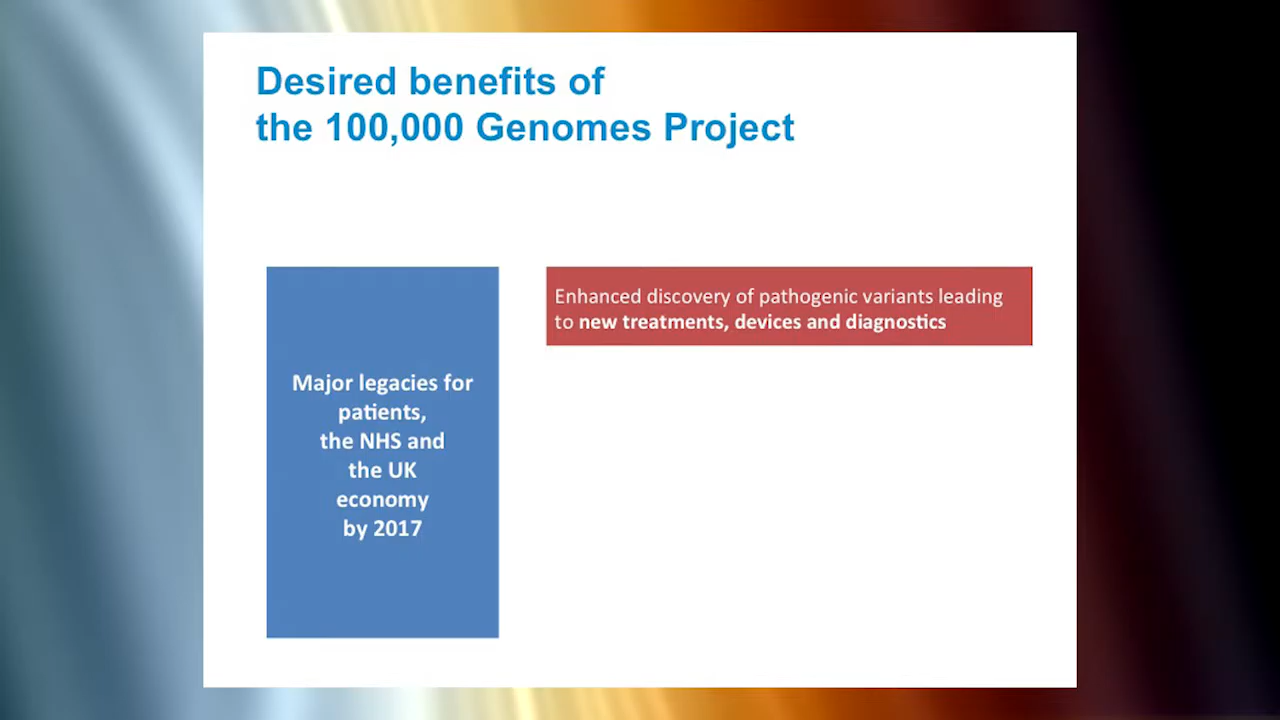 Desired benefits of
the 100,000 Genomes Project
Major legacies for
patients,
the NHS and
the UK
economy
by 2017
Enhanced discovery of pathogenic variants leading
to new treatments, devices and diagnostics